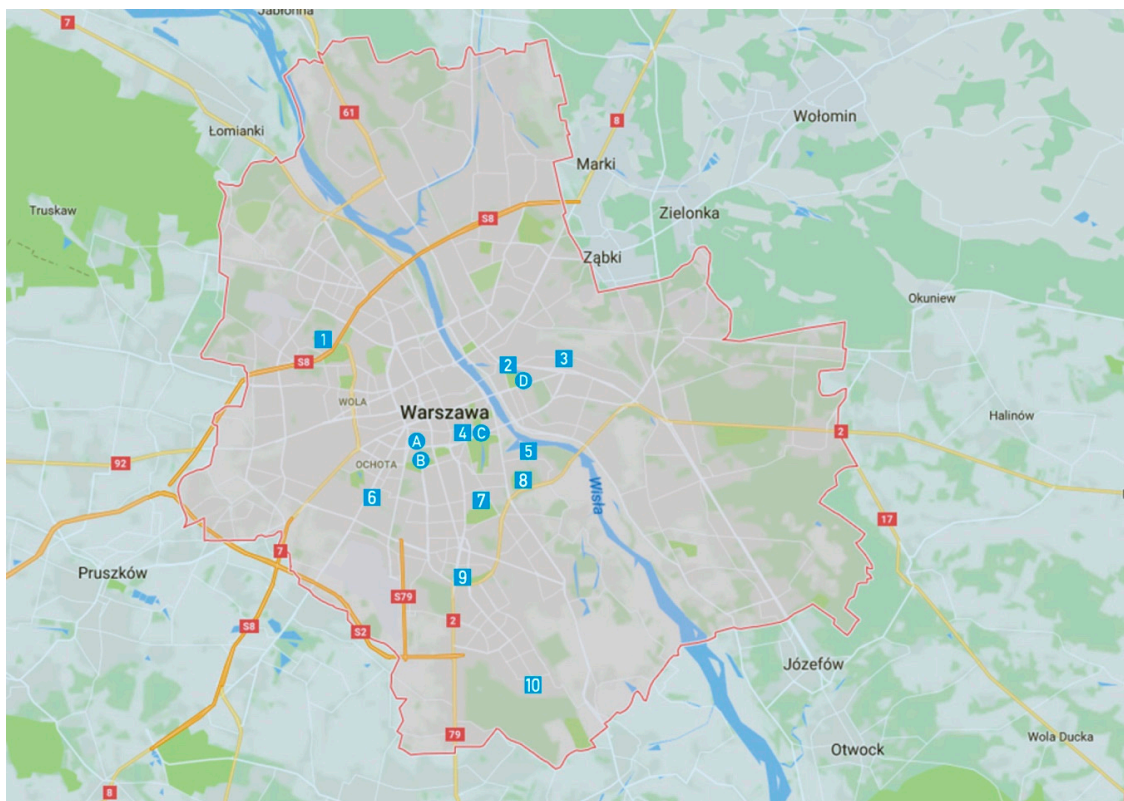 Jabłonna
7
61
Łomianki
8
Wołomin
Marki
Truskaw
Zielonka
S8
Ząbki
Okuniew
1
S8
2
3
D
WOLA
Warszawa
Halinów
4
C
2
A
5
92
OCHOTA
B
8
Wisła
6
7
17
7
Pruszków
9
S79
S8
S2
2
Józefów
10
79
Otwock
Wola Ducka
8